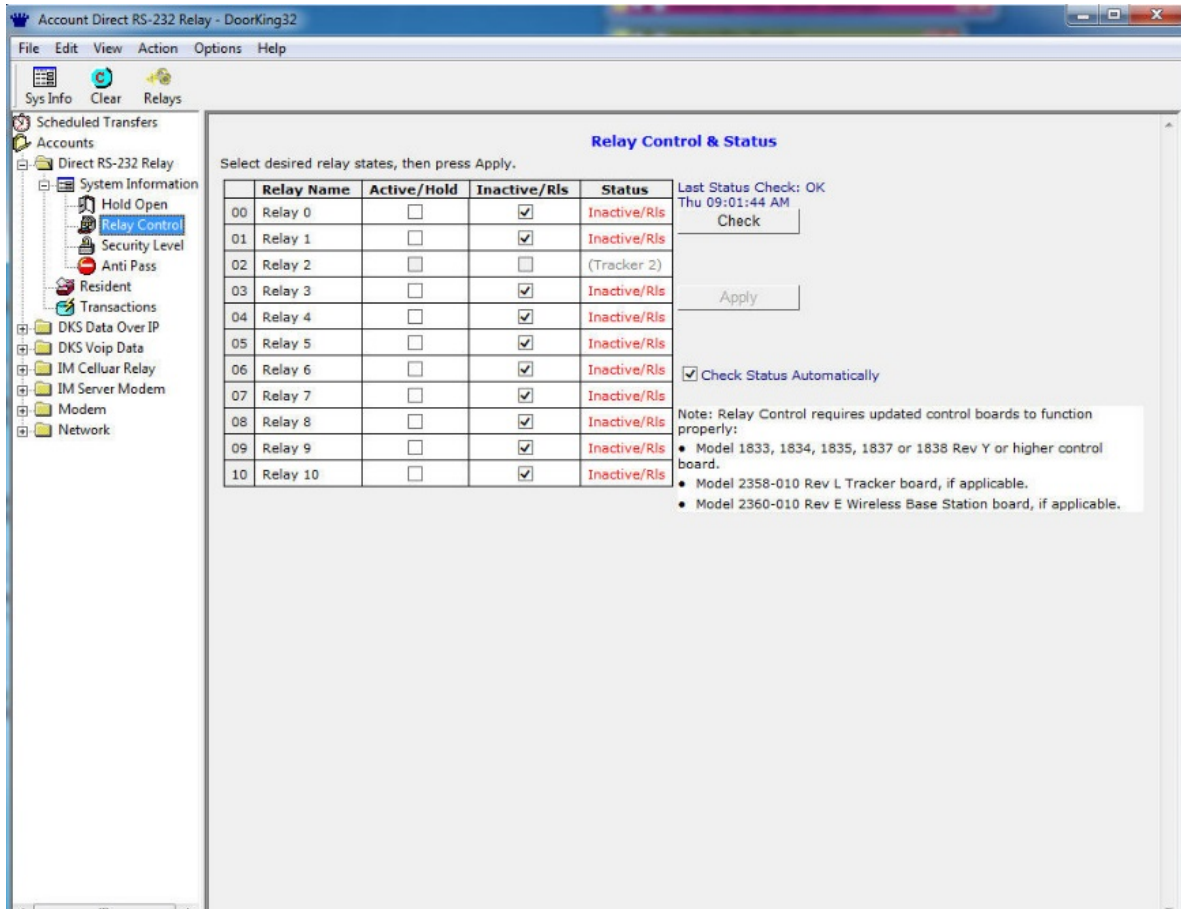 Account Direct RS-232 Relay - DoorKing32
File Edit View Action Options Help
Sys Info Clear Relays
Scheduled Transfers
Accounts
Direct RS-232 Relay
System Information
Hold Open
Relay Control
Security Level
Anti Pass
Resident
Transactions
DKS Data Over IP
DKS Voip Data
IM Celluar Relay
IM Server Modem
Modem
Network
Relay Control & Status
Select desired relay states, then press Apply.
Relay Name Active/Hold Inactive/Rls Status
00 Relay 0 Inactive/Rls
01 Relay 1 Inactive/Rls
02 Relay 2 (Tracker 2)
03 Relay 3 Inactive/Rls
04 Relay 4 Inactive/Rls
05 Relay 5 Inactive/Rls
06 Relay 6 Inactive/Rls
07 Relay 7 Inactive/Rls
08 Relay 8 Inactive/Rls
09 Relay 9 Inactive/Rls
10 Relay 10 Inactive/Rls
Last Status Check: OK
Thu 09:01:44 AM
Check
Apply
Check Status Automatically
Note: Relay Control requires updated control boards to function
properly:
● Model 1833, 1834, 1835, 1837 or 1838 Rev Y or higher control
board.
● Model 2358-010 Rev L Tracker board, if applicable.
● Model 2360-010 Rev E Wireless Base Station board, if applicable.